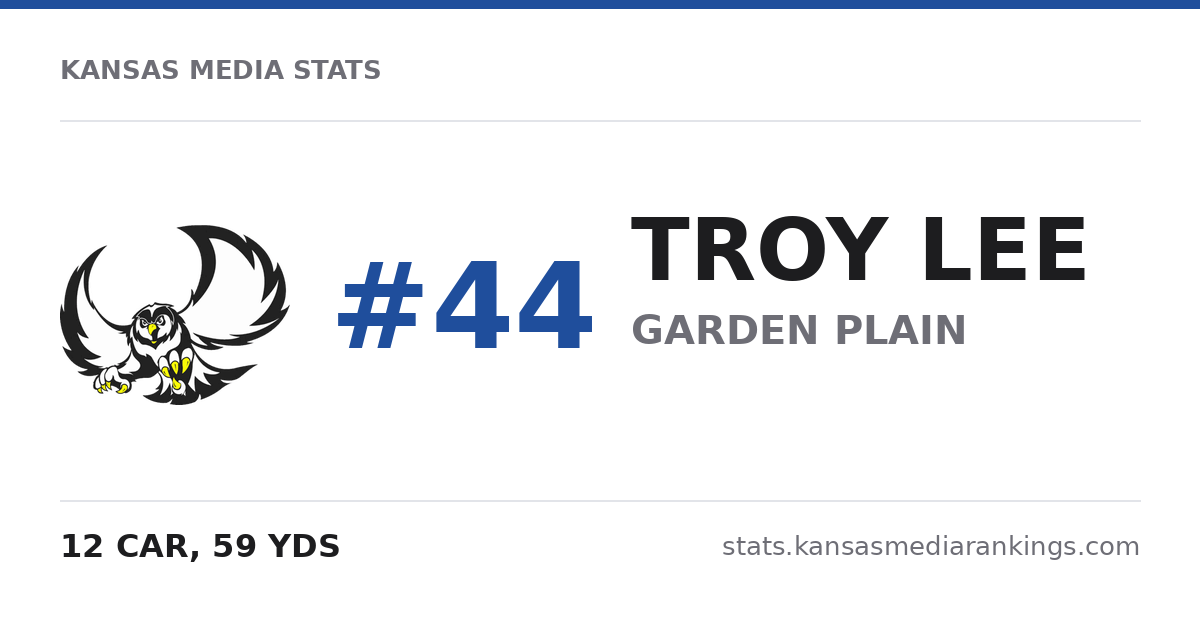 KANSAS MEDIA STATS
#44
TROY LEE
GARDEN PLAIN
12 CAR, 59 YDS
stats.kansasmediarankings.com